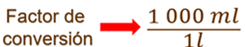 Factor de
conversión
1 000 ml
1l